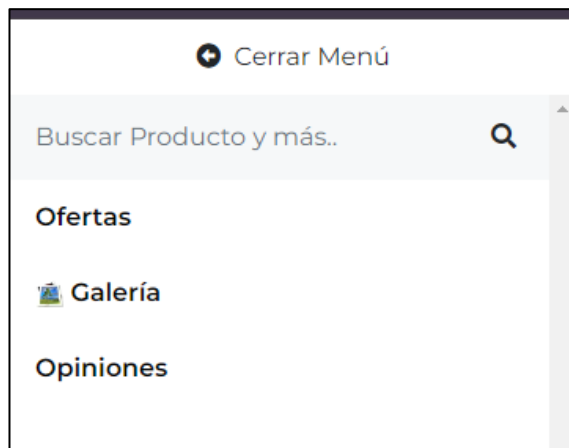 Cerrar Menú
Buscar Producto y más..
Ofertas
Galería
Opiniones